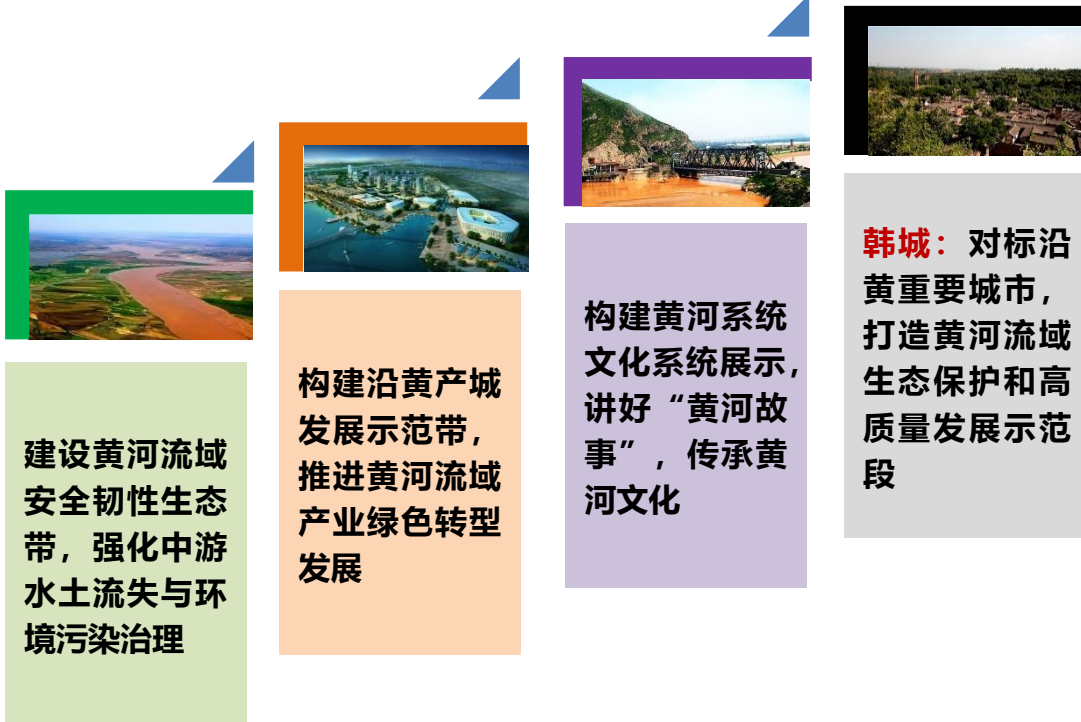 建设黄河流域
安全韧性生态
带，强化中游
水土流失与环
境污染治理
构建沿黄产城
发展示范带，
推进黄河流域
产业绿色转型
发展
构建黄河系统
文化系统展示，
讲好“黄河故
事”，传承黄
河文化
韩城：对标沿
黄重要城市，
打造黄河流域
生态保护和高
质量发展示范
段